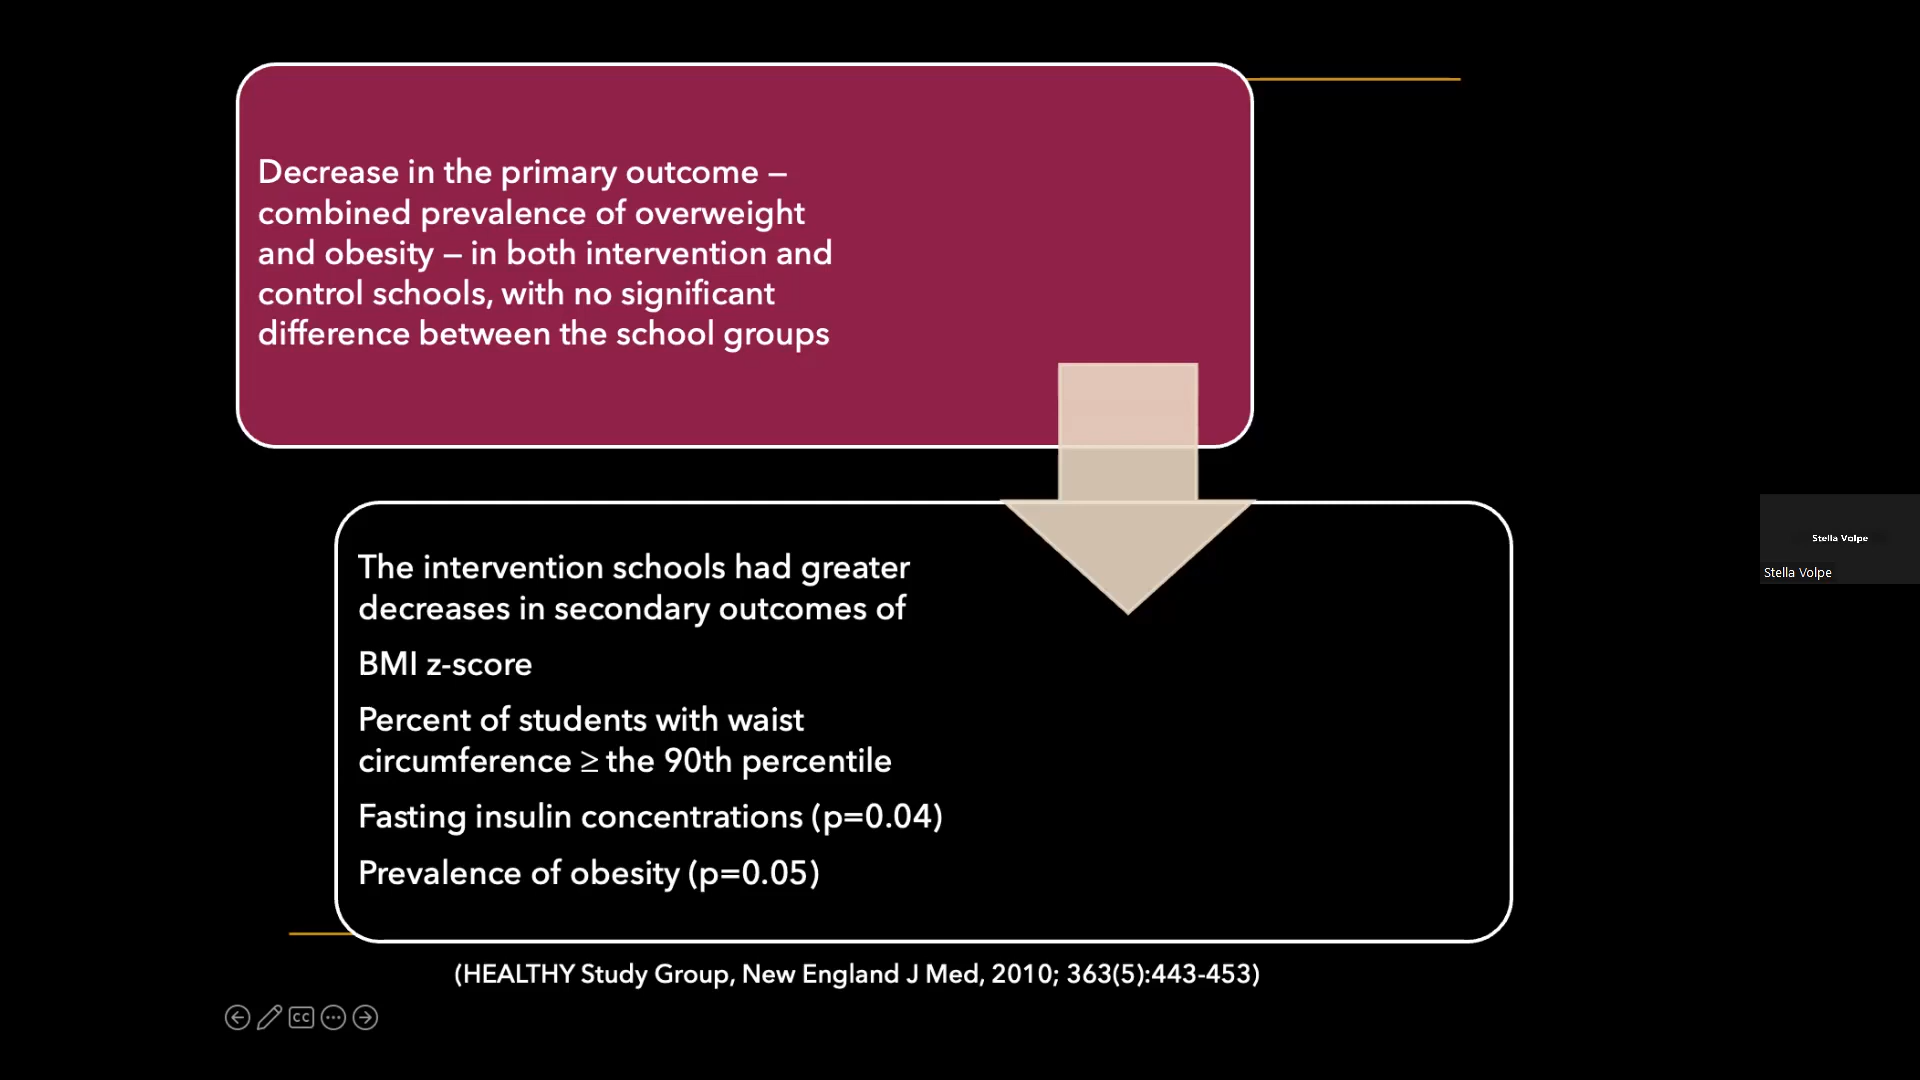 Decrease in the primary outcome –
combined prevalence of overweight
and obesity – in both intervention and
control schools, with no significant
difference between the school groups
The intervention schools had greater
decreases in secondary outcomes of
BMI z-score
Percent of students with waist
circumference ≥ the 90th percentile
Fasting insulin concentrations (p=0.04)
Prevalence of obesity (p=0.05)
(HEALTHY Study Group, New England J Med, 2010; 363(5):443-453)
CC
Stella Volpe
Stella Volpe